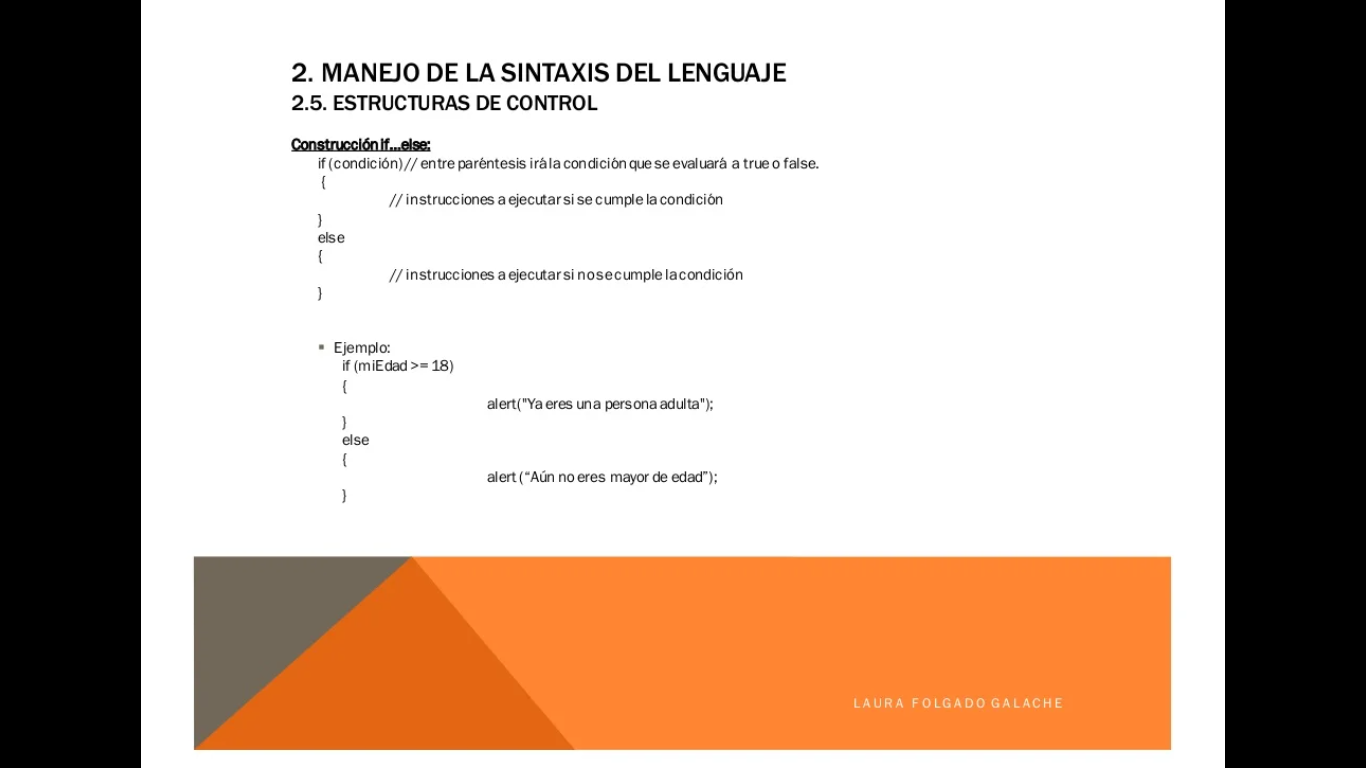 2. MANEJO DE LA SINTAXIS DEL LENGUAJE
2.5. ESTRUCTURAS DE CONTROL
Construcción if...else:
if (condición) // entre paréntesis irá la condición que se evaluará a true o false.
{
// instrucciones a ejecutar si se cumple la condición
}
else
{
// instrucciones a ejecutar si no se cumple la condición
}
▪ Ejemplo:
if (miEdad >= 18)
{
alert("Ya eres una persona adulta");
}
else
{
alert (“Aún no eres mayor de edad”);
}
LAURA FOLGADO GALACHE